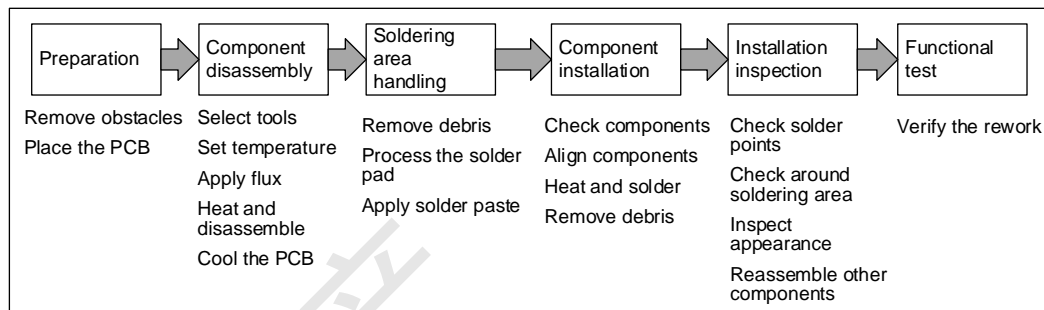 Preparation
Component
disassembly
Soldering
area
handling
Component
installation
Installation
inspection
Functional
test
Remove obstacles
Place the PCB
Select tools
Set temperature
Apply flux
Heat and
disassemble
Cool the PCB
Remove debris
Process the solder
pad
Apply solder paste
Check components
Align components
Heat and solder
Remove debris
Check solder
points
Check around
soldering area
Inspect
appearance
Reassemble other
components
Verify the rework